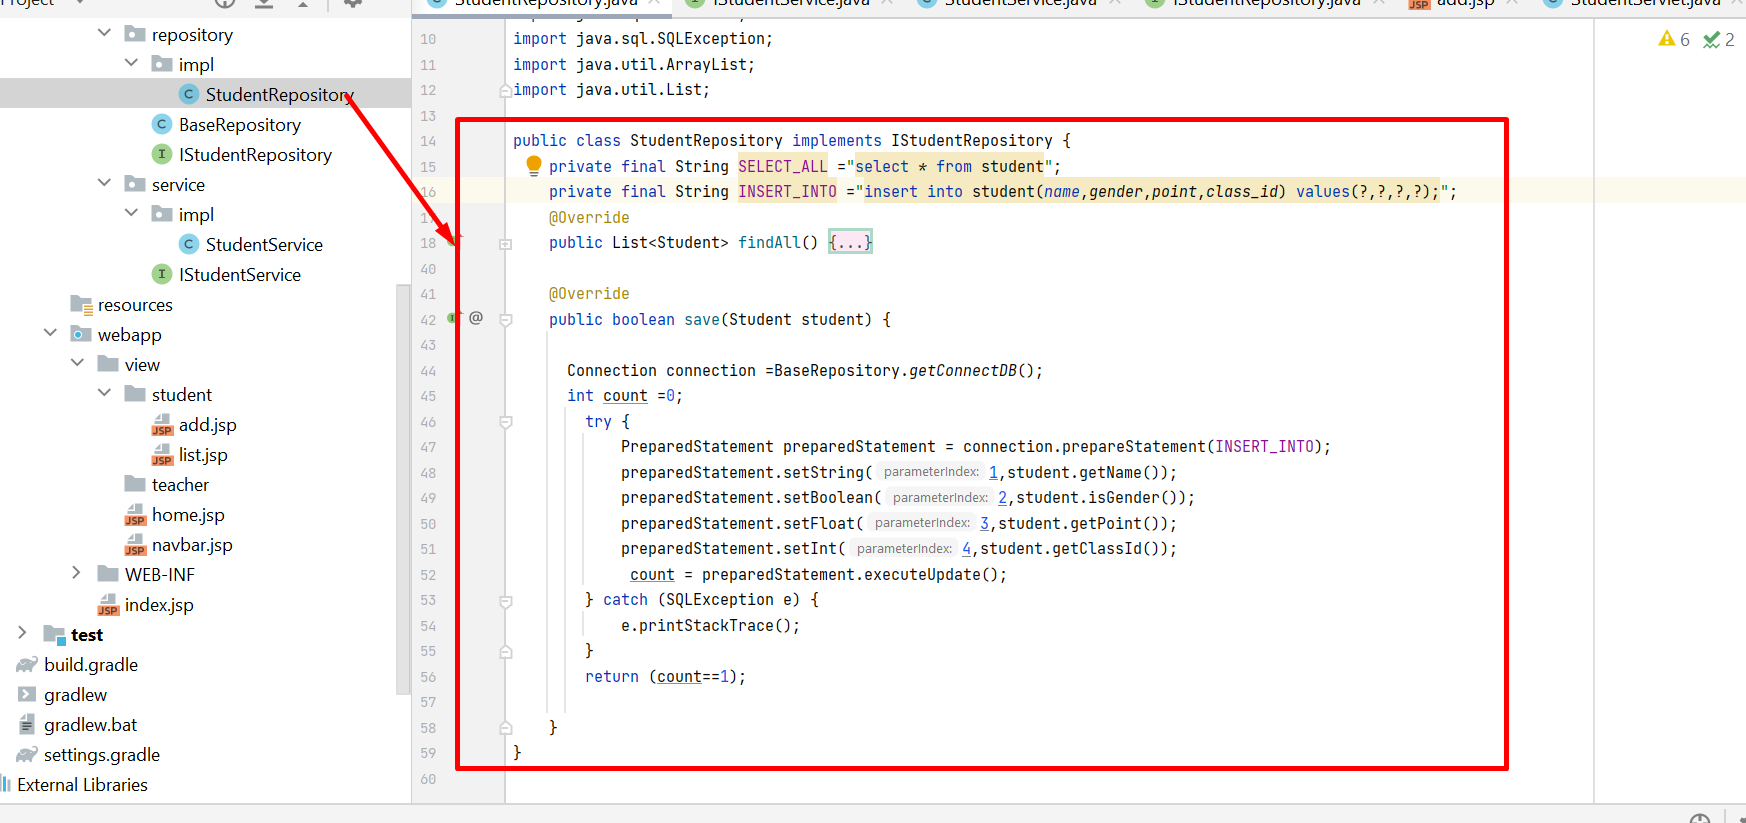 Project
StudentRepository.java
IStudentService.java
StudentService.java
IStudentRepository.java
add.jsp
StudentServlet.java
repository
impl
StudentRepository
BaseRepository
IStudentRepository
service
impl
StudentService
IStudentService
resources
webapp
view
student
add.jsp
list.jsp
teacher
home.jsp
navbar.jsp
WEB-INF
index.jsp
test
build.gradle
gradlew
gradlew.bat
settings.gradle
External Libraries
6 2
10 import java.sql.SQLException;
11 import java.util.ArrayList;
12 import java.util.List;
13
14 public class StudentRepository implements IStudentRepository {
15 private final String SELECT_ALL ="select * from student";
16 private final String INSERT_INTO ="insert into student(name,gender,point,class_id) values(?,?,?,?);";
17 @Override
18 public List<Student> findAll() {...}
40
41 @Override
42 @ public boolean save(Student student) {
43
44 Connection connection =BaseRepository.getConnectDB();
45 int count =0;
46 try {
47 PreparedStatement preparedStatement = connection.prepareStatement(INSERT_INTO);
48 preparedStatement.setString( parameterIndex: 1,student.getName());
49 preparedStatement.setBoolean( parameterIndex: 2,student.isGender());
50 preparedStatement.setFloat( parameterIndex: 3,student.getPoint());
51 preparedStatement.setInt( parameterIndex: 4,student.getClassId());
52 count = preparedStatement.executeUpdate();
53 } catch (SQLException e) {
54 e.printStackTrace();
55 }
56 return (count==1);
57
58 }
59 }
60